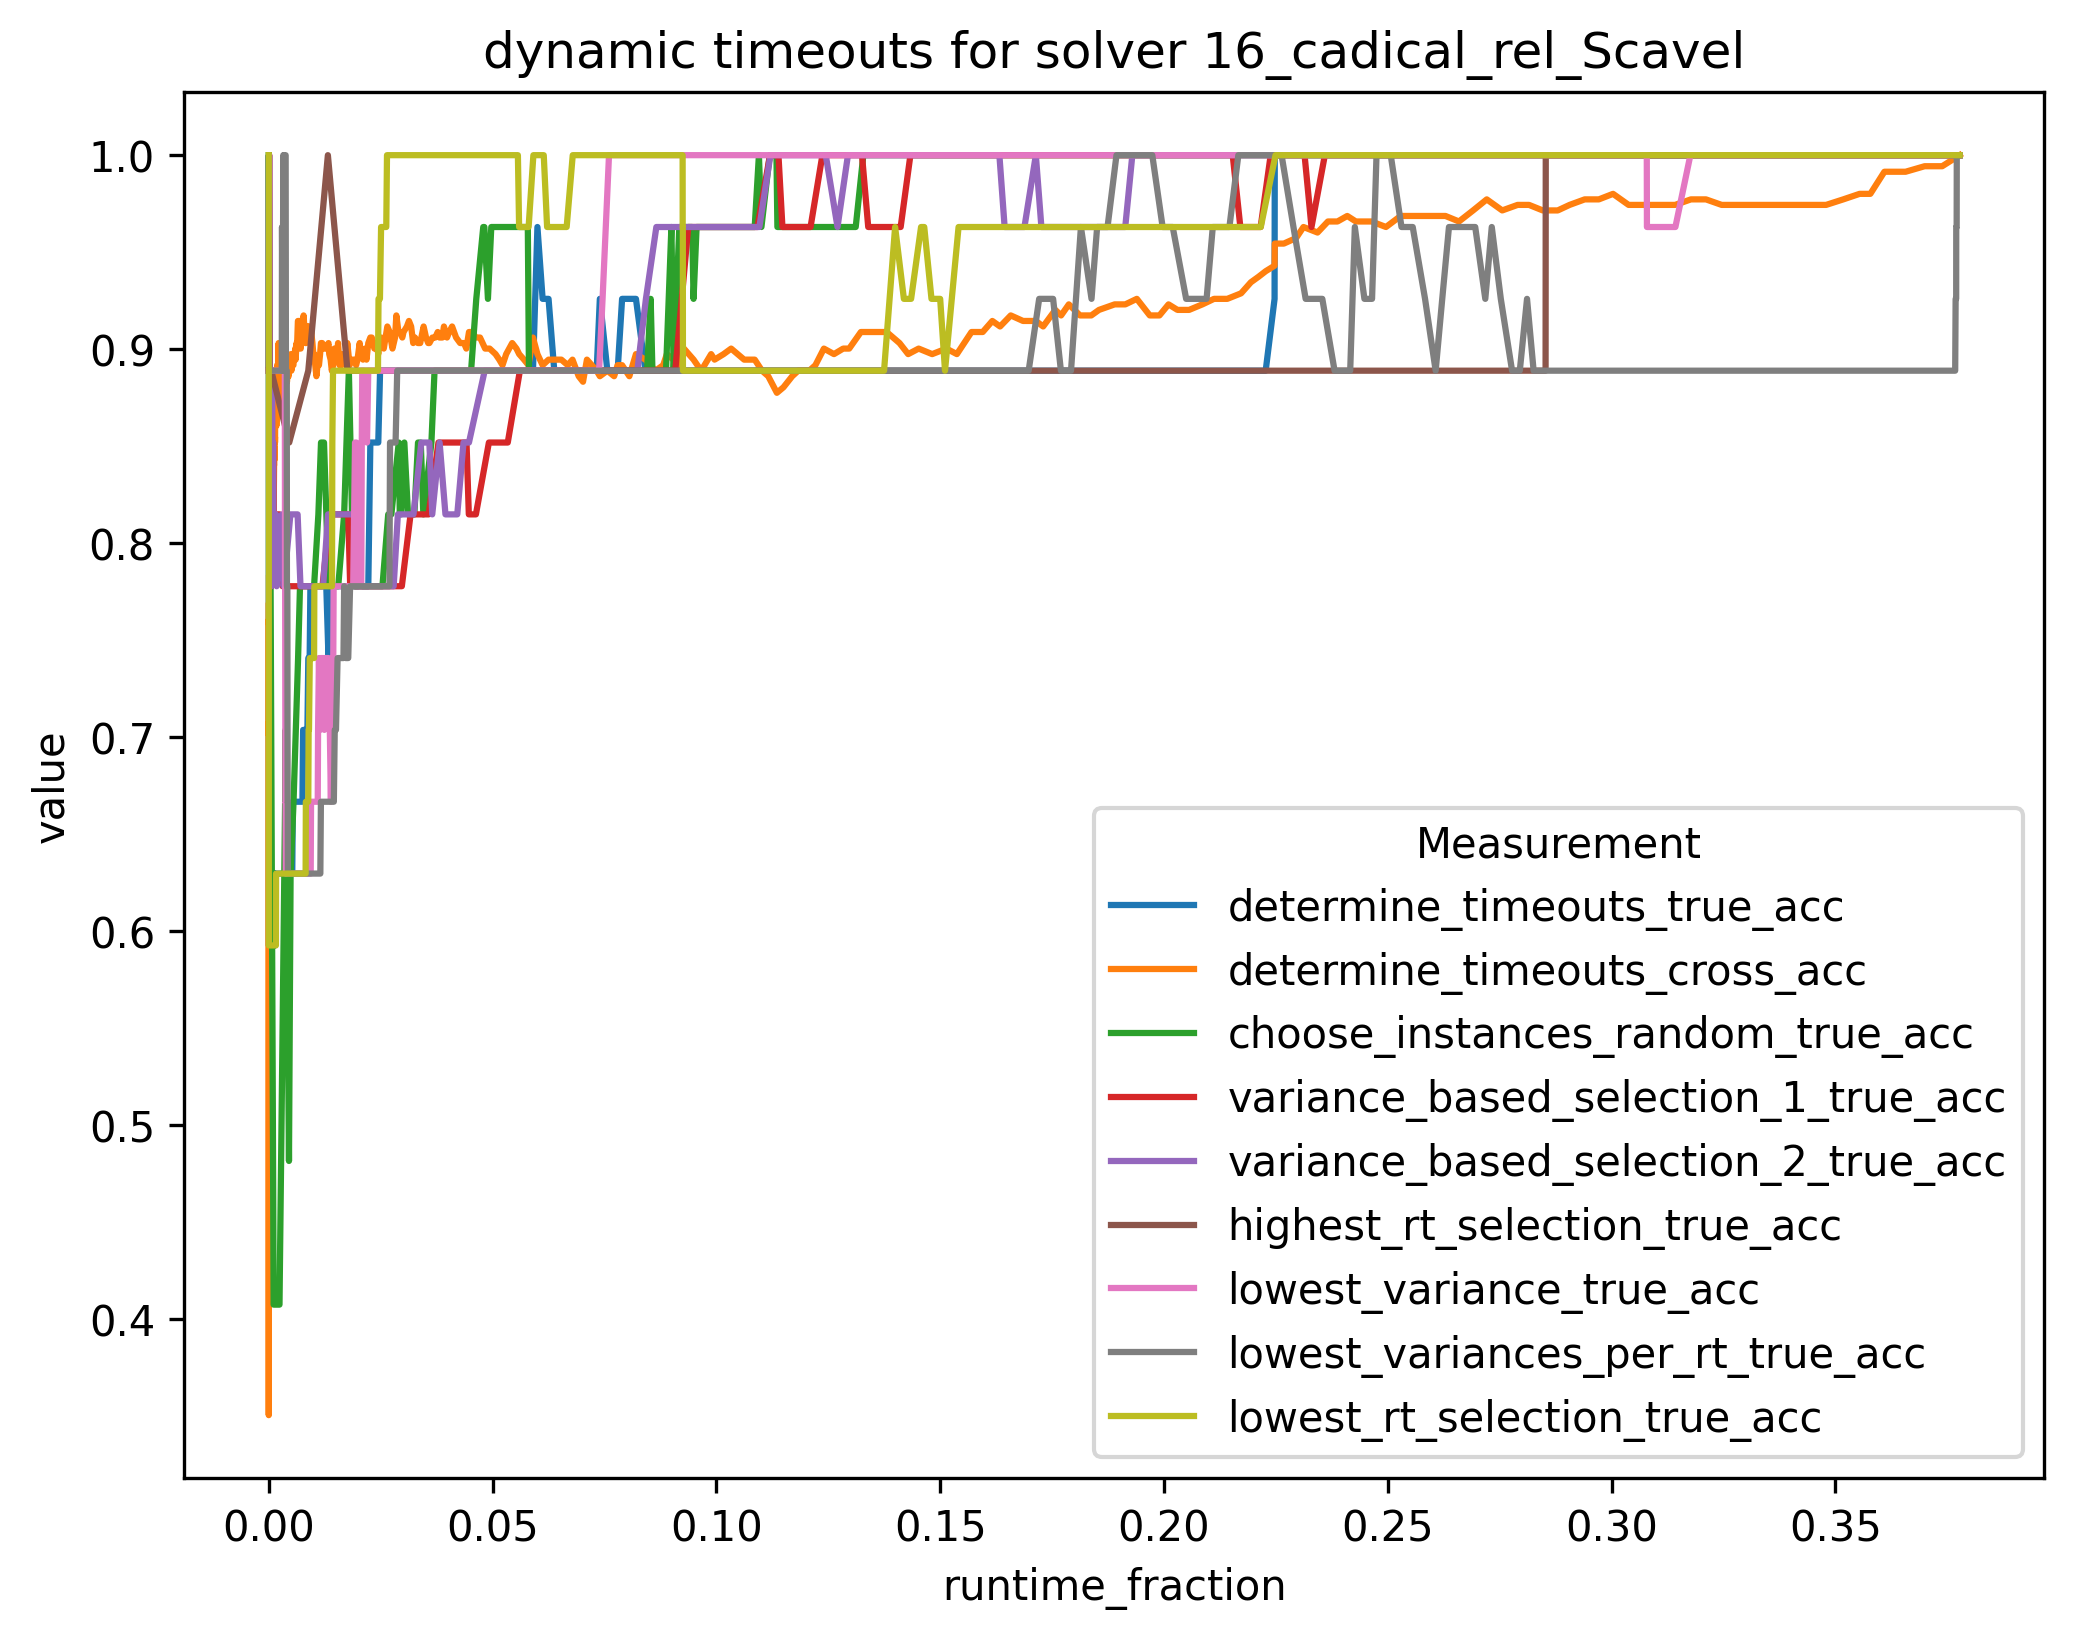 dynamic timeouts for solver 16_cadical_rel_Scavel
1.0
0.9
0.8
0.7
0.6
0.5
0.4
value
Measurement
determine_timeouts_true_acc
determine_timeouts_cross_acc
choose_instances_random_true_acc
variance_based_selection_1_true_acc
variance_based_selection_2_true_acc
highest_rt_selection_true_acc
lowest_variance_true_acc
lowest_variances_per_rt_true_acc
lowest_rt_selection_true_acc
0.00 0.05 0.10 0.15 0.20 0.25 0.30 0.35
runtime_fraction